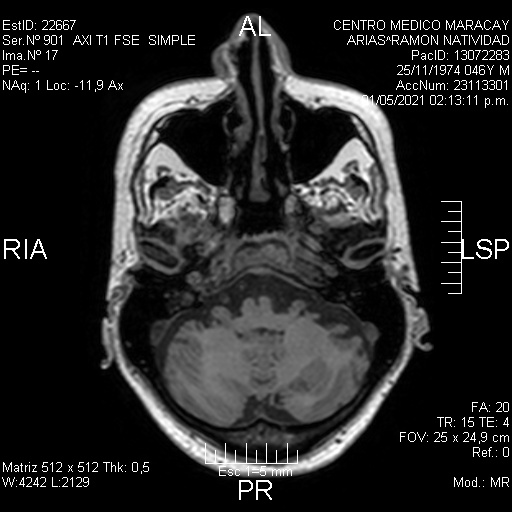 EstID: 22667
Ser.Nº 901 AXI T1 FSE SIMPLE
Ima.Nº 17
PE= --
NAq: 1 Loc: -11,9 Ax
AL
CENTRO MEDICO MARACAY
ARIAS^RAMON NATIVIDAD
PacID: 13072283
25/11/1974 046Y M
AccNum: 23113301
01/05/2021 02:13:11 p.m.
RIA
LSP
FA: 20
TR: 15 TE: 4
FOV: 25 x 24,9 cm
Ref.: 0
Matriz 512 x 512 Thk: 0,5
W:4242 L:2129
Esc 1=5 mm
PR
Mod.: MR